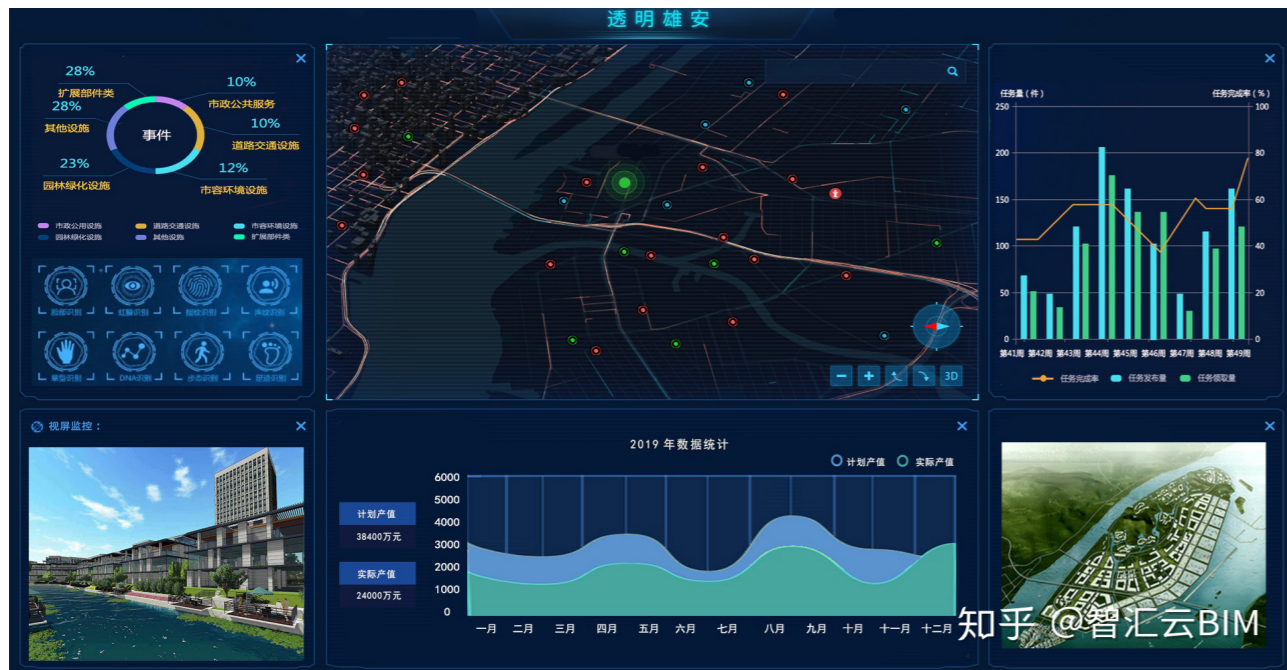 透明雄安
28%
扩展部件类
28%
其他设施
23%
园林绿化设施
10%
市政公共服务
10%
道路交通设施
12%
市容环境设施
事件
市政公用设施 道路交通设施 市容环境设施
园林绿化设施 其他设施 扩展部件类
脸部识别 虹膜识别 指纹识别 声纹识别
掌型识别 DNA识别 步态识别 足迹识别
3D
任务量（件） 任务完成率（%）
250 100
200 80
150 60
100 40
50 20
0 0
第41周 第42周 第43周 第44周 第45周 第46周 第47周 第48周 第49周
任务完成率 任务发布量 任务领取量
视屏监控：
2019 年数据统计
计划产值 实际产值
计划产值
38400万元
实际产值
24000万元
6000
5000
4000
3000
2000
1000
0
一月 二月 三月 四月 五月 六月 七月 八月 九月 十月 十一月 十二月
知乎 @智汇云BIM